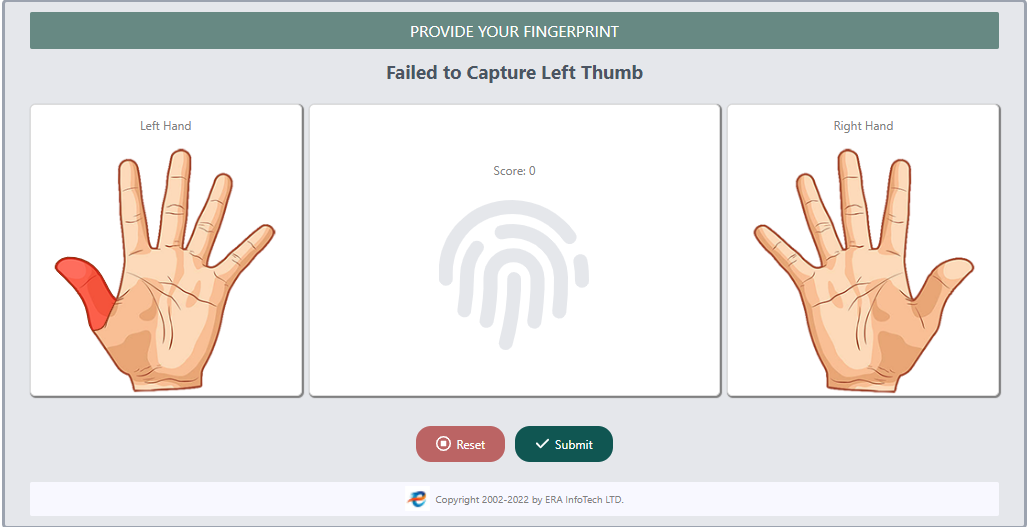 PROVIDE YOUR FINGERPRINT
Failed to Capture Left Thumb
Left Hand
Score: 0
Right Hand
Reset
Submit
Copyright 2002-2022 by ERA InfoTech LTD.